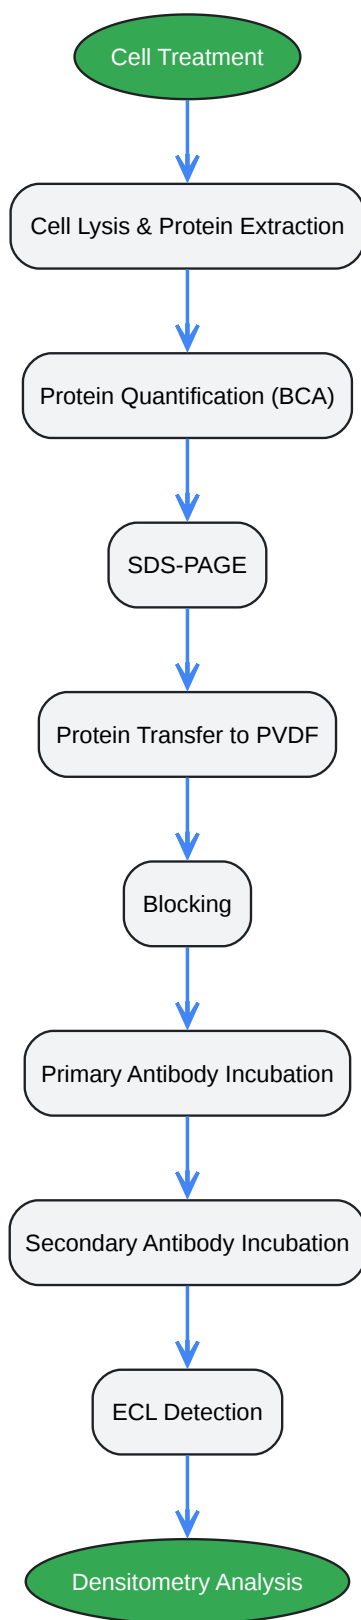 Cell Treatment
Cell Lysis & Protein Extraction
Protein Quantification (BCA)
SDS-PAGE
Protein Transfer to PVDF
Blocking
Primary Antibody Incubation
Secondary Antibody Incubation
ECL Detection
Densitometry Analysis